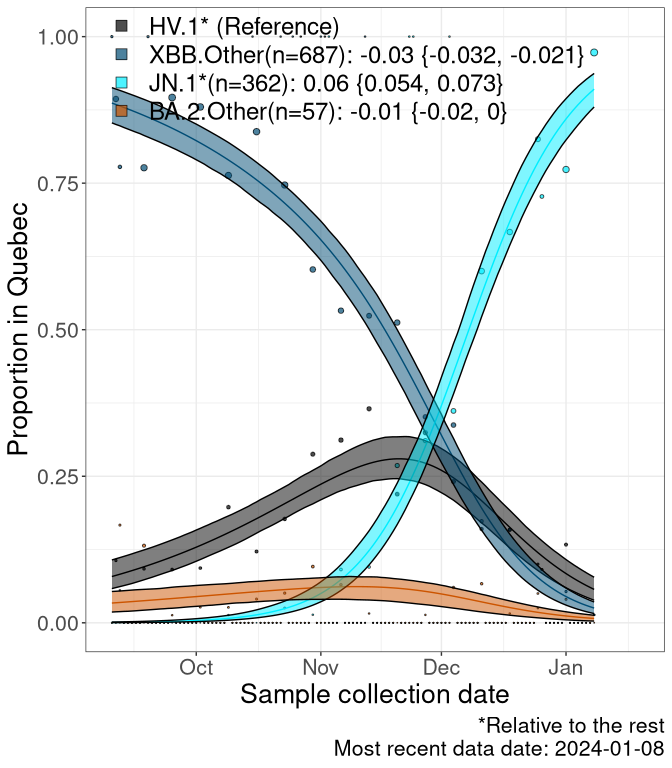 HV.1* (Reference)
XBB.Other(n=687): -0.03 {-0.032, -0.021}
JN.1*(n=362): 0.06 {0.054, 0.073}
BA.2.Other(n=57): -0.01 {-0.02, 0}
1.00
0.75
0.50
0.25
0.00
Proportion in Quebec
Oct Nov Dec Jan
Sample collection date
*Relative to the rest
Most recent data date: 2024-01-08